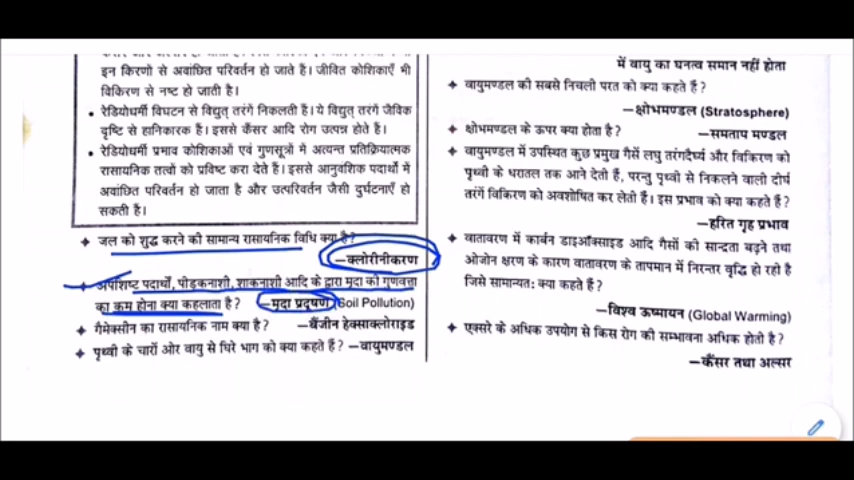 इन किरणों से अवांछित परिवर्तन हो जाते हैं। जीवित कोशिकाएँ भी
विकिरण से नष्ट हो जाती है।
• रेडियोधर्मी विघटन से विद्युत् तरंगे निकलती हैं। ये विद्युत् तरंगे जैविक
दृष्टि से हानिकारक हैं। इससे कैंसर आदि रोग उत्पन्न होते हैं।
• रेडियोधर्मी प्रभाव कोशिकाओं एवं गुणसूत्रों में अत्यन्त प्रतिक्रियात्मक
रासायनिक तत्वों को प्रविष्ट करा देते हैं। इससे आनुवशिक पदार्थों में
अवांछित परिवर्तन हो जाता है और उत्परिवर्तन जैसी दुर्घटनाएँ हो
सकती हैं।
✦ जल को शुद्ध करने की सामान्य रासायनिक विधि क्या है?
—क्लोरीनीकरण
✦ अपशिष्ट पदार्थों, पीड़कनाशी, शाकनाशी आदि के द्वारा मृदा की गुणवत्ता
का कम होना क्या कहलाता है? —मृदा प्रदूषण (Soil Pollution)
✦ गैमेक्सीन का रासायनिक नाम क्या है? —बैंजीन हेक्साक्लोराइड
✦ पृथ्वी के चारों ओर वायु से घिरे भाग को क्या कहते हैं? —वायुमण्डल
में वायु का घनत्व समान नहीं होता
✦ वायुमण्डल की सबसे निचली परत को क्या कहते हैं?
—क्षोभमण्डल (Stratosphere)
✦ क्षोभमण्डल के ऊपर क्या होता है? —समताप मण्डल
✦ वायुमण्डल में उपस्थित कुछ प्रमुख गैसें लघु तरंगदैर्घ्य और विकिरण को
पृथ्वी के धरातल तक आने देती हैं, परन्तु पृथ्वी से निकलने वाली दीर्घ
तरंगें विकिरण को अवशोषित कर लेती हैं। इस प्रभाव को क्या कहते हैं?
—हरित गृह प्रभाव
✦ वातावरण में कार्बन डाइऑक्साइड आदि गैसों की सान्द्रता बढ़ने तथा
ओजोन क्षरण के कारण वातावरण के तापमान में निरन्तर वृद्धि हो रही है
जिसे सामान्यत: क्या कहते हैं?
—विश्व ऊष्मायन (Global Warming)
✦ एक्सरे के अधिक उपयोग से किस रोग की सम्भावना अधिक होती है?
—कैंसर तथा अल्सर